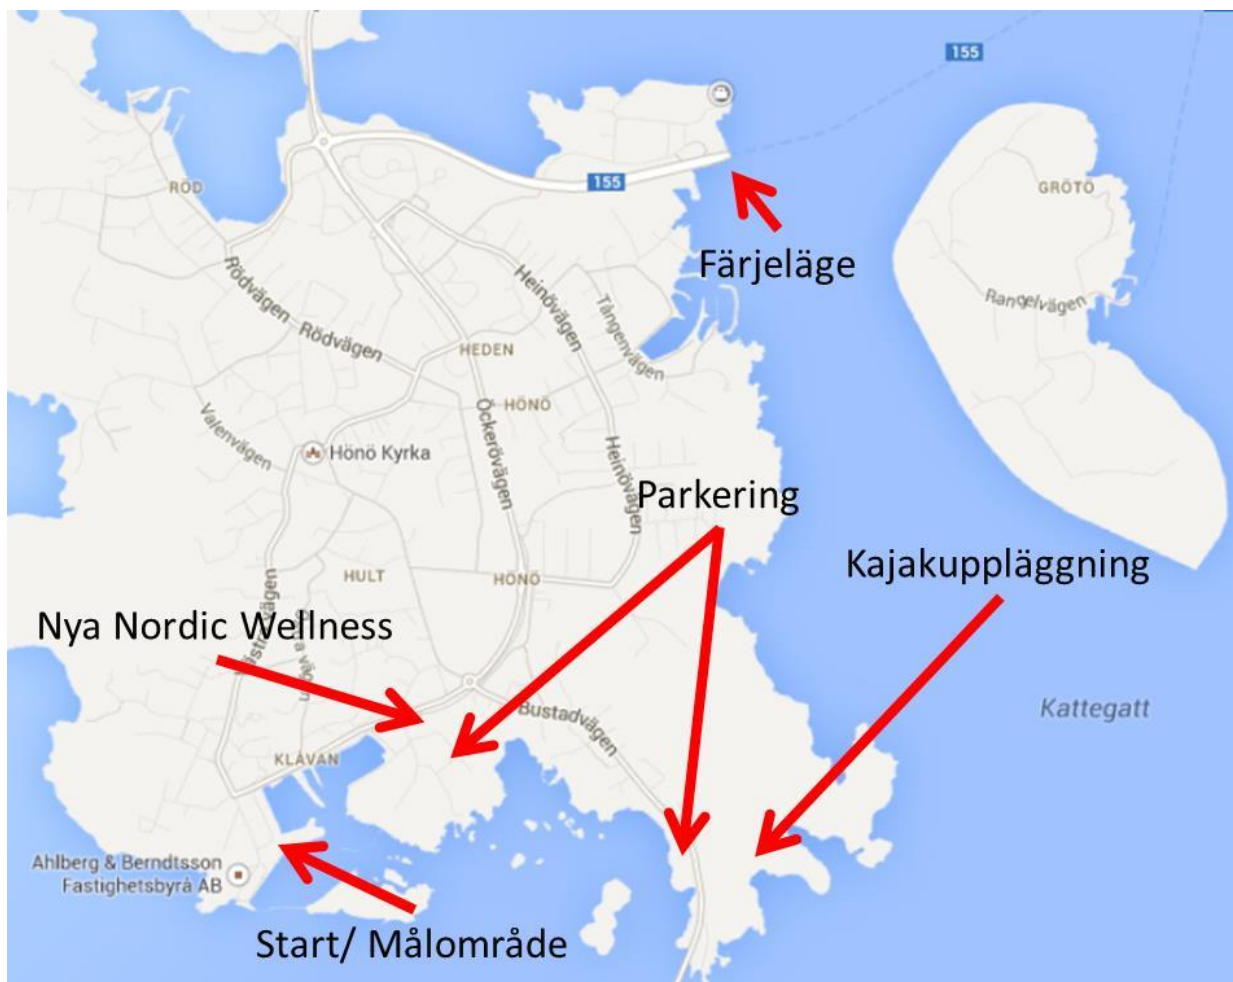 155
RÖD
155
GRÖTÖ
Färjeläge
Rödvägen
Heinövägen
Tångenvägen
Rangelvägen
Rödvägen
HEDEN
HÖNÖ
Öckerövägen
Valenvägen
Hönö Kyrka
Heinövägen
Parkering
Kajakuppläggning
HULT
HÖNÖ
Nya Nordic Wellness
Bustadvägen
Kattegatt
KLÅVAN
Ahlberg & Berndtsson
Fastighetsbyrå AB
Start/ Målområde